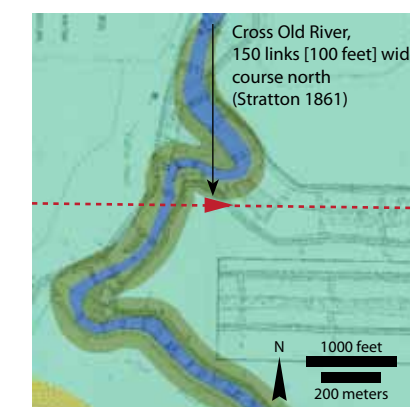 Cross Old River,
150 links [100 feet] wid
course north
(Stratton 1861)
N
1000 feet
200 meters